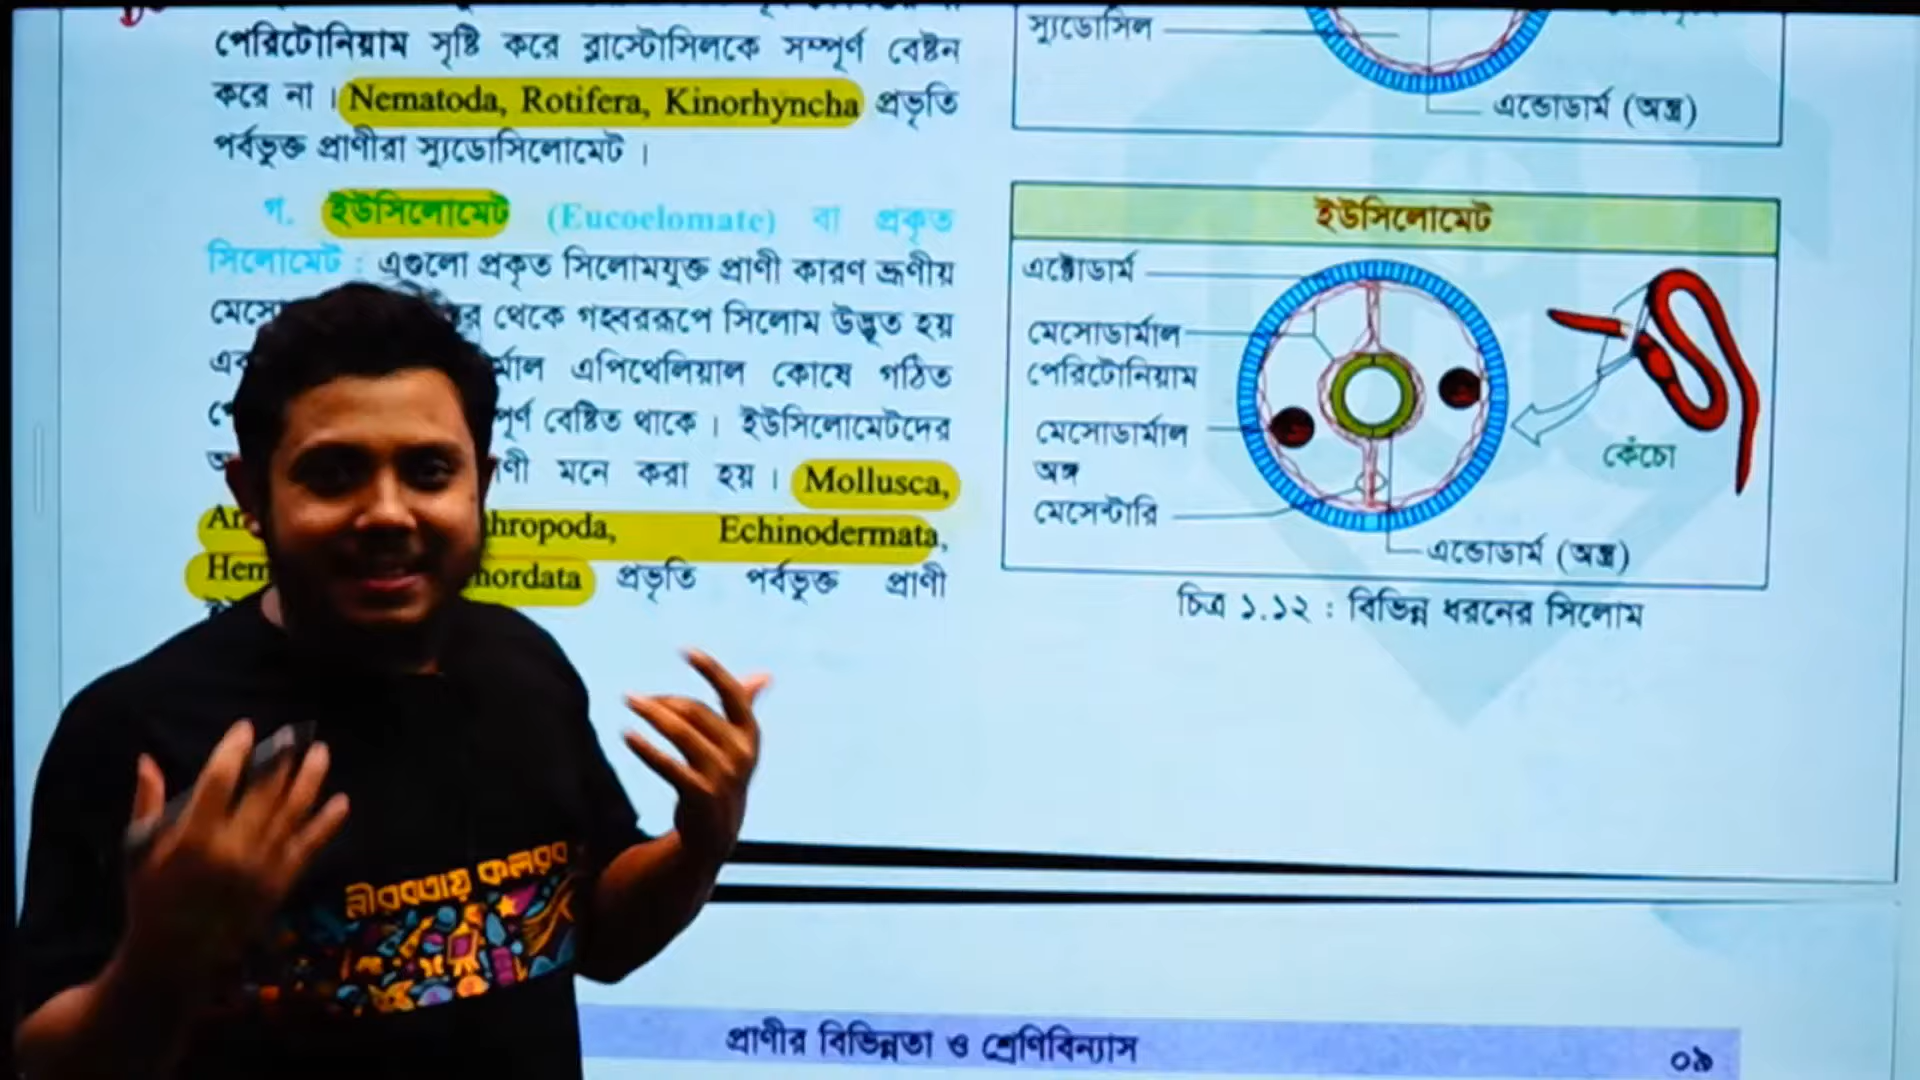 পেরিটোনিয়াম সৃষ্টি করে ব্লাস্টোসিলকে সম্পূর্ণ বেষ্টন
করে না । Nematoda, Rotifera, Kinorhyncha প্রভৃতি
পর্বভুক্ত প্রাণীরা স্যুডোসিলোমেট ।
গ. ইউসিলোমেট (Eucoelomate) বা প্রকৃত
সিলোমেট : এগুলো প্রকৃত সিলোমযুক্ত প্রাণী কারণ ভ্রূণীয়
থেকে গহ্বররূপে সিলোম উদ্ভূত হয়
এপিথেলিয়াল কোষে গঠিত
বেষ্টিত থাকে । ইউসিলোমেটদের
মনে করা হয় । Mollusca,
Echinodermata,
প্রভৃতি পর্বভুক্ত প্রাণী
স্যুডোসিল
এন্ডোডার্ম (অন্ত্র)
ইউসিলোমেট
এক্টোডার্ম
মেসোডার্মাল
পেরিটোনিয়াম
মেসোডার্মাল
অঙ্গ
মেসেন্টারি
কেঁচো
এন্ডোডার্ম (অন্ত্র)
চিত্র ১.১২ : বিভিন্ন ধরনের সিলোম
নীরবতায় কলরব
প্রাণীর বিভিন্নতা ও শ্রেণিবিন্যাস
০৯